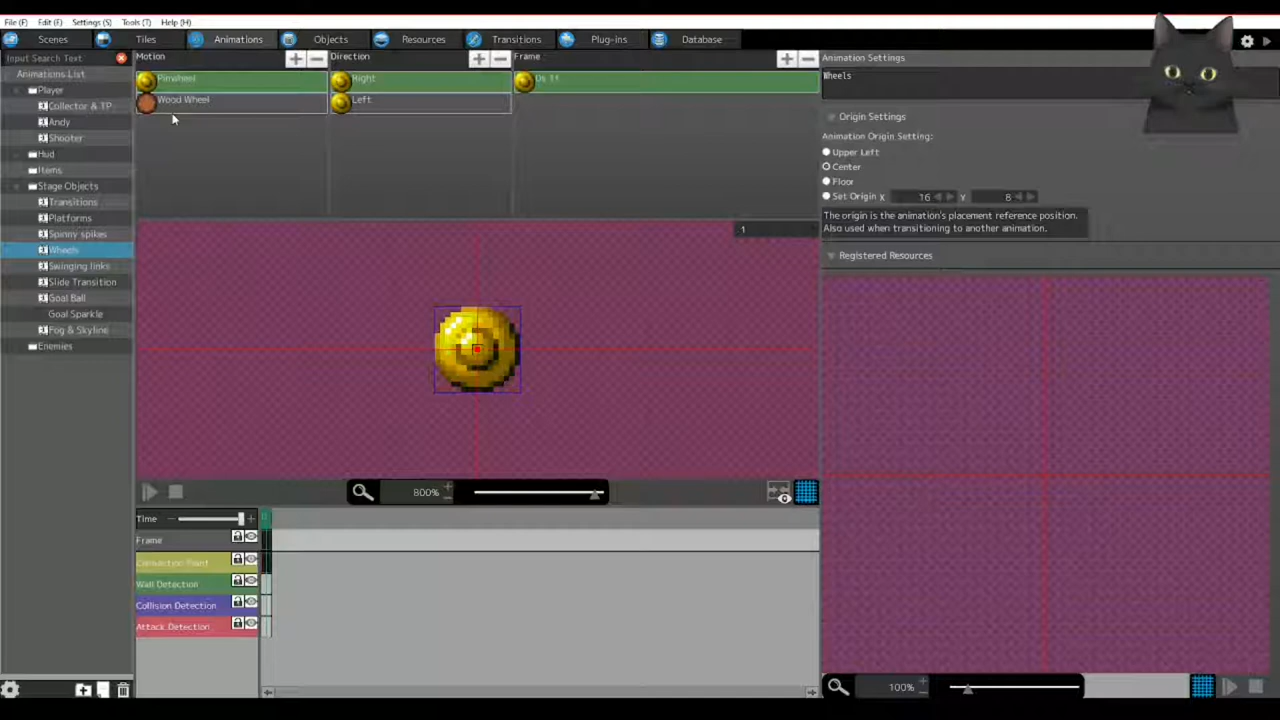 File (F) Edit (E) Settings (S) Tools (T) Help (H)
Scenes Tiles Animations Objects Resources Transitions Plug-ins Database
Input Search Text
Animations List
Player
Collector & TP
Andy
Shooter
Hud
Items
Stage Objects
Transitions
Platforms
Spinny spikes
Wheels
Swinging links
Slide Transition
Goal Ball
Goal Sparkle
Fog & Skyline
Enemies
Motion
Pinwheel
Wood Wheel
Direction
Right
Left
Frame
0s 1f
1
800%
Time
Frame
Connection Point
Wall Detection
Collision Detection
Attack Detection
Animation Settings
Wheels
Origin Settings
Animation Origin Setting:
Upper Left
Center
Floor
Set Origin X 16 Y 8
The origin is the animation's placement reference position.
Also used when transitioning to another animation.
Registered Resources
100%